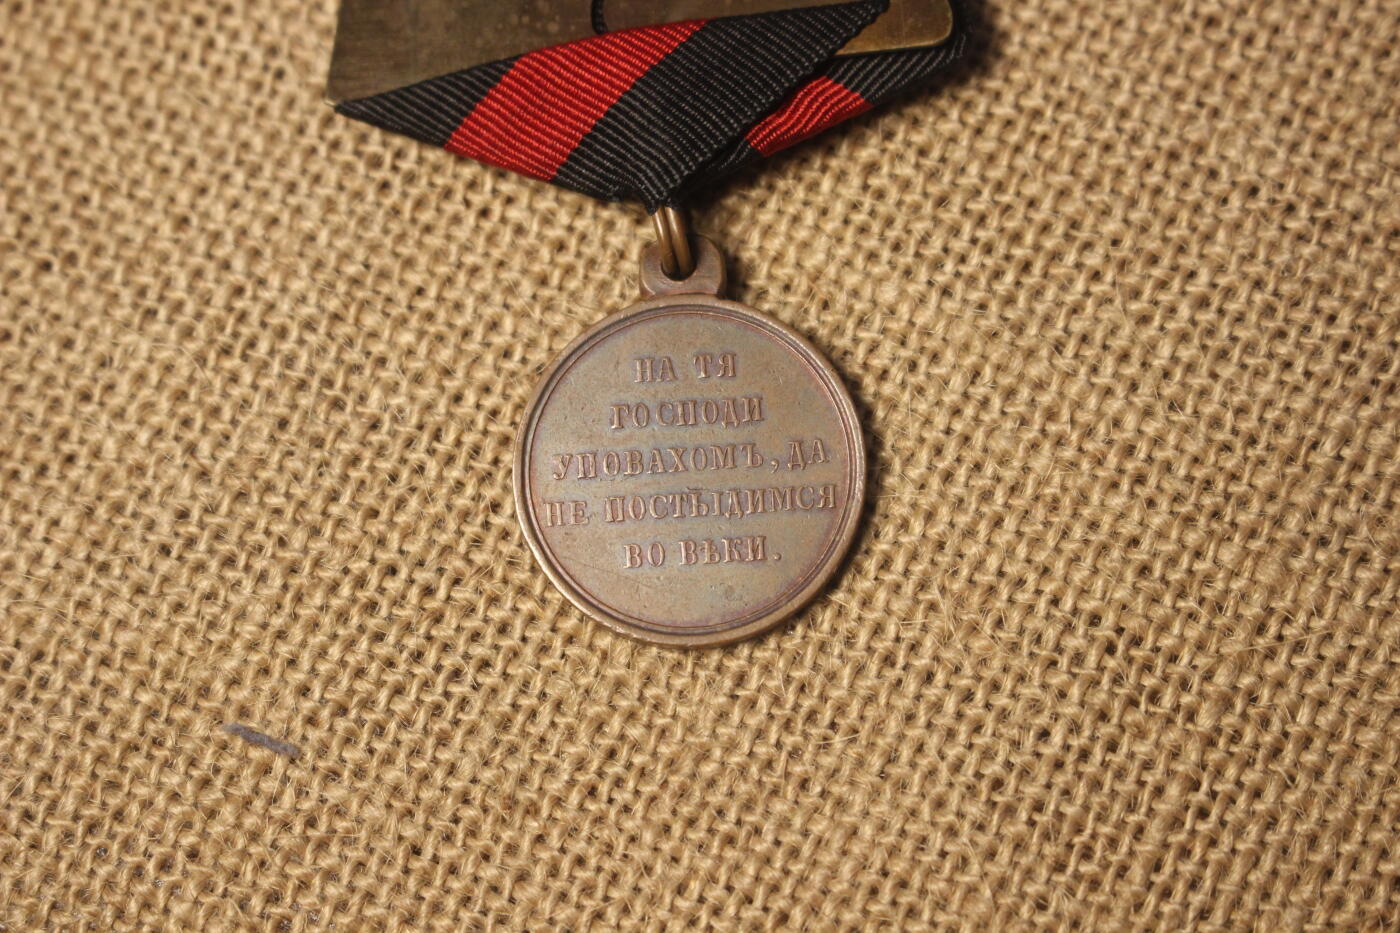 НА ТЯ
ГОСПОДИ
УПОВАХОМЪ, ДА
НЕ ПОСТЫДИМСЯ
ВО ВѢКИ.